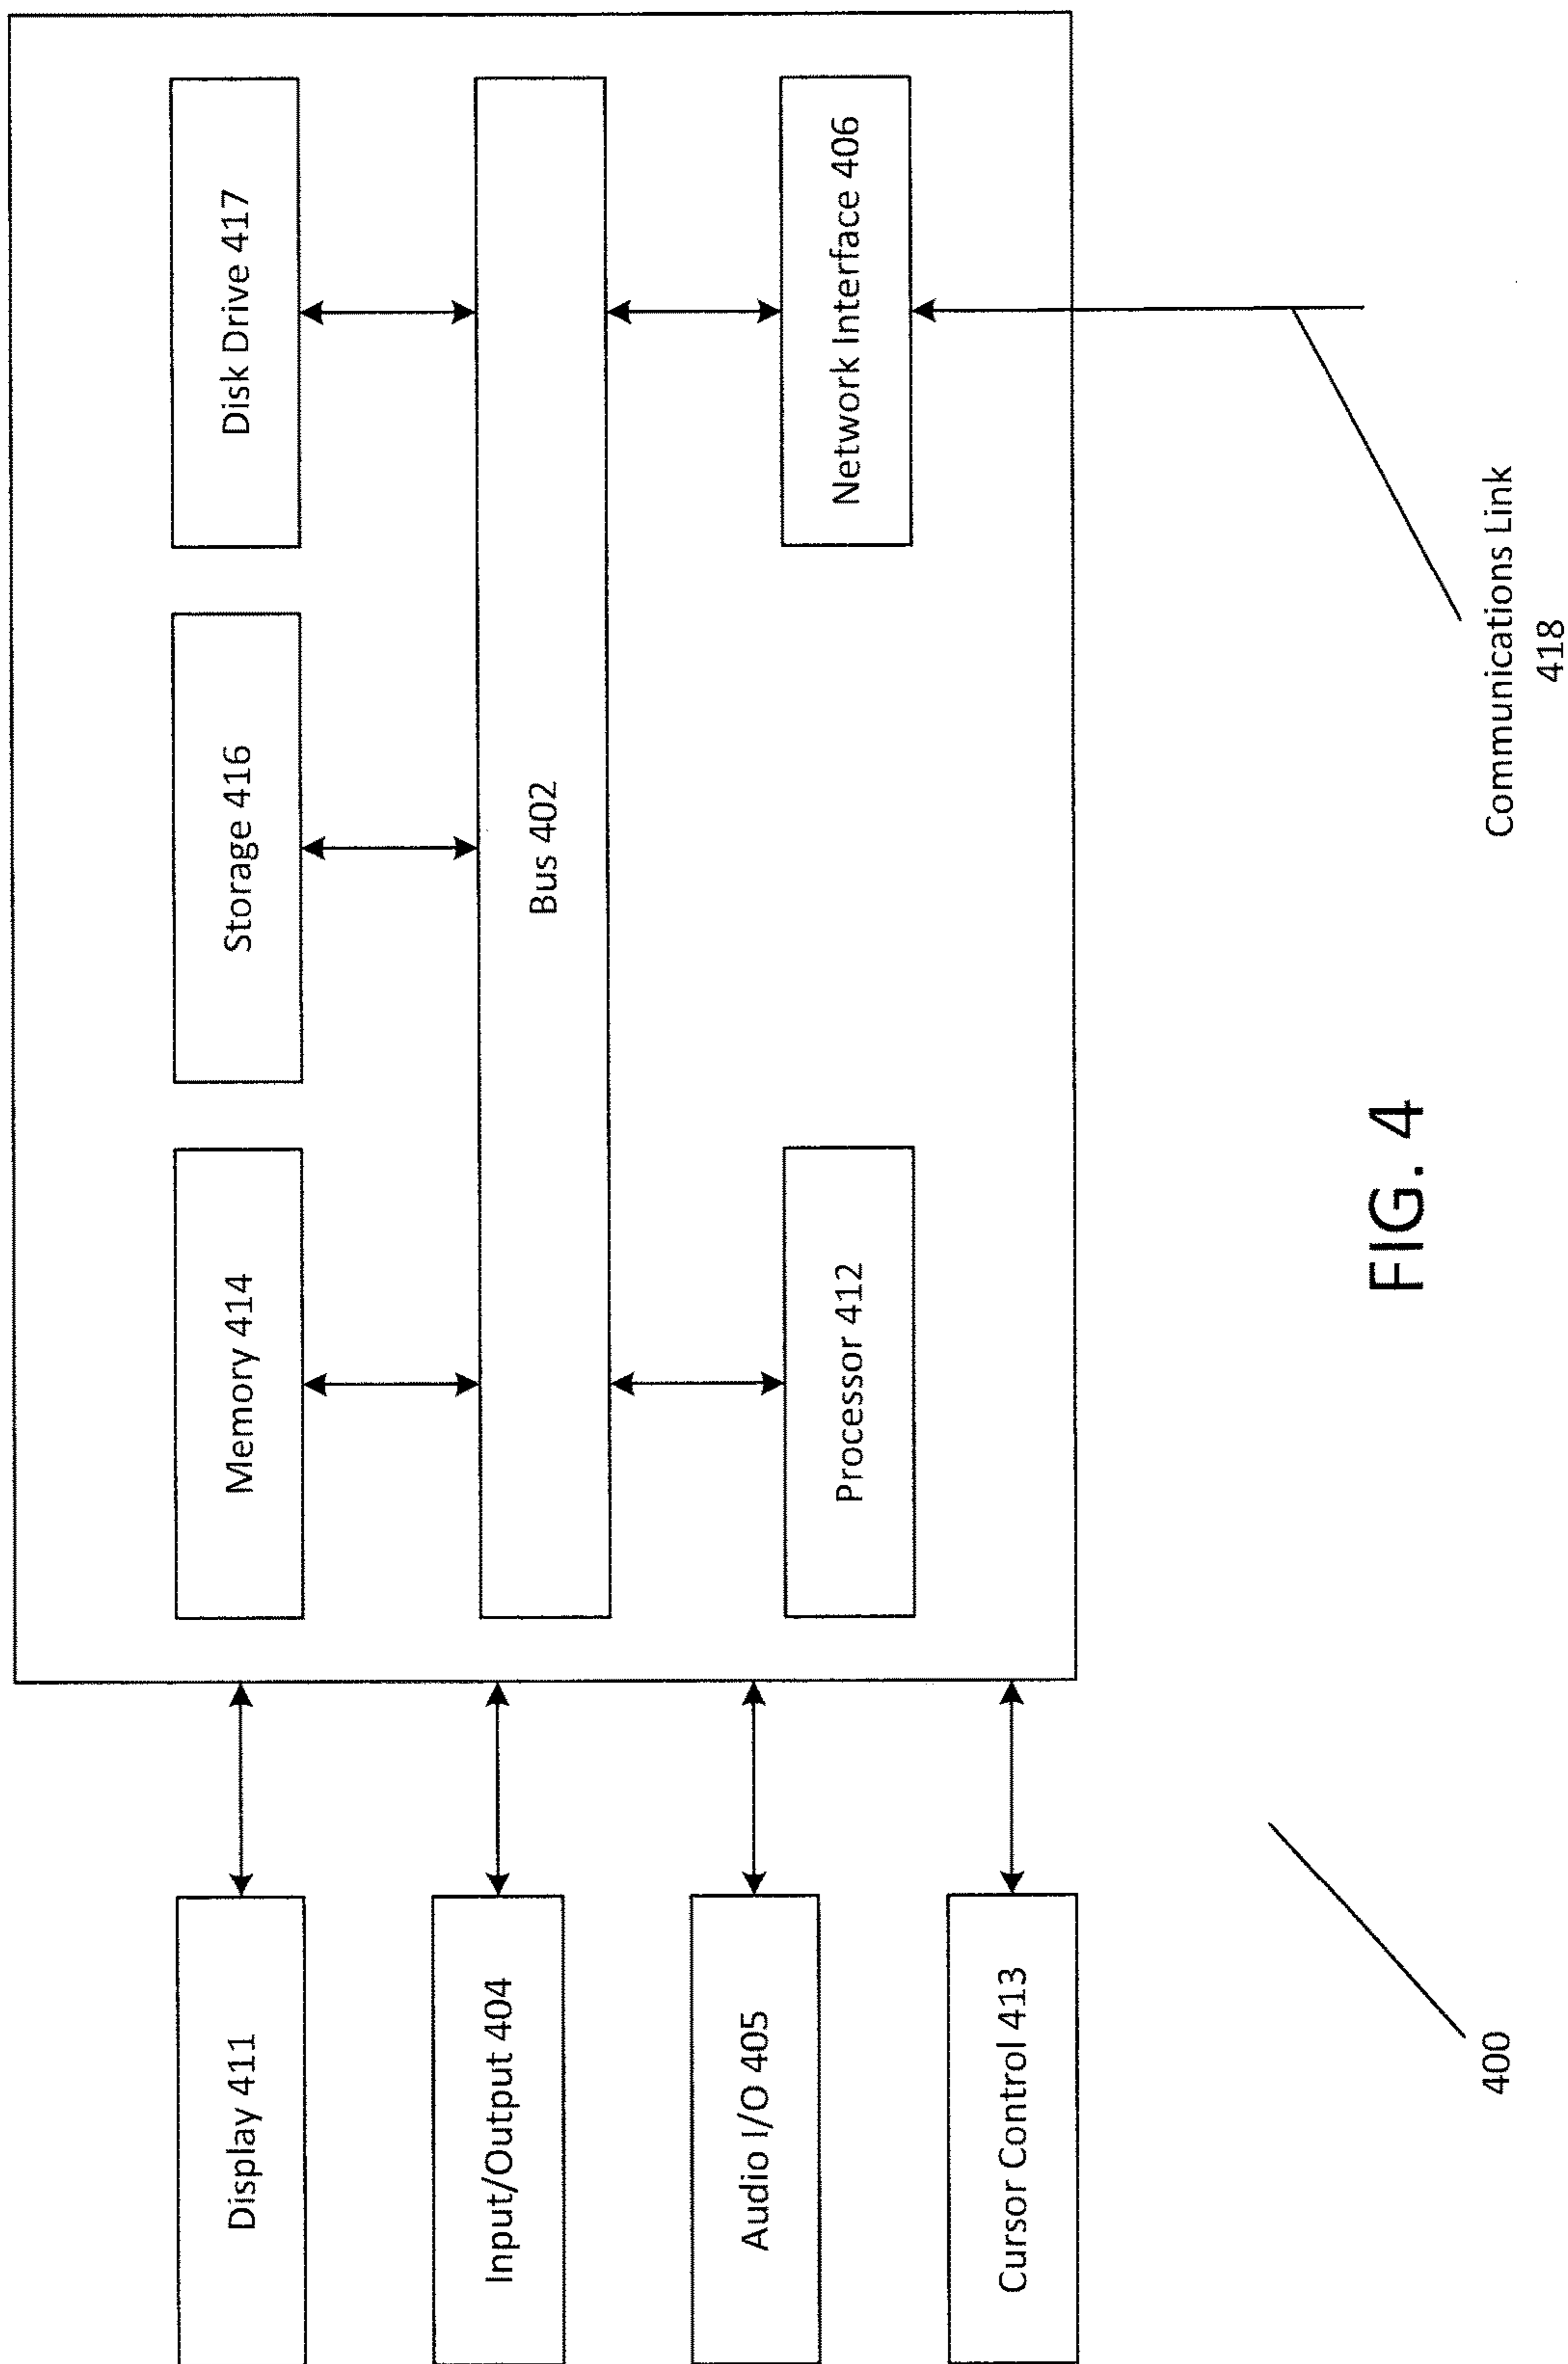 Display 411
Memory 414
Storage 416
Disk Drive 417
Input/Output 404
Bus 402
Audio I/O 405
Cursor Control 413
Processor 412
Network Interface 406
400
FIG. 4
Communications Link
418